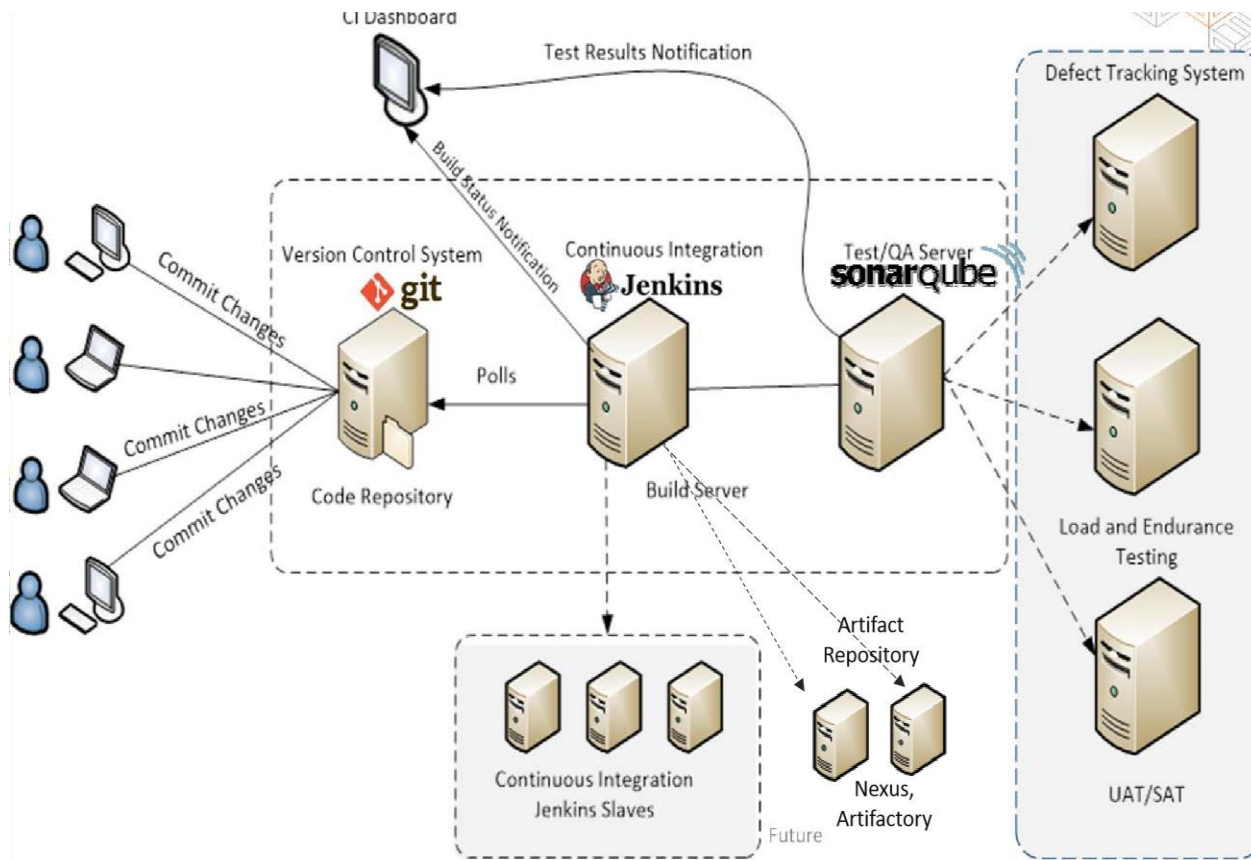 CI Dashboard
Test Results Notification
Defect Tracking System
Build Status Notification
Version Control System
git
Continuous Integration
Jenkins
Test/QA Server
sonarqube
Commit Changes
Commit Changes
Commit Changes
Polls
Code Repository
Build Server
Load and Endurance
Testing
Artifact
Repository
Continuous Integration
Jenkins Slaves
Nexus,
Artifactory
Future
UAT/SAT